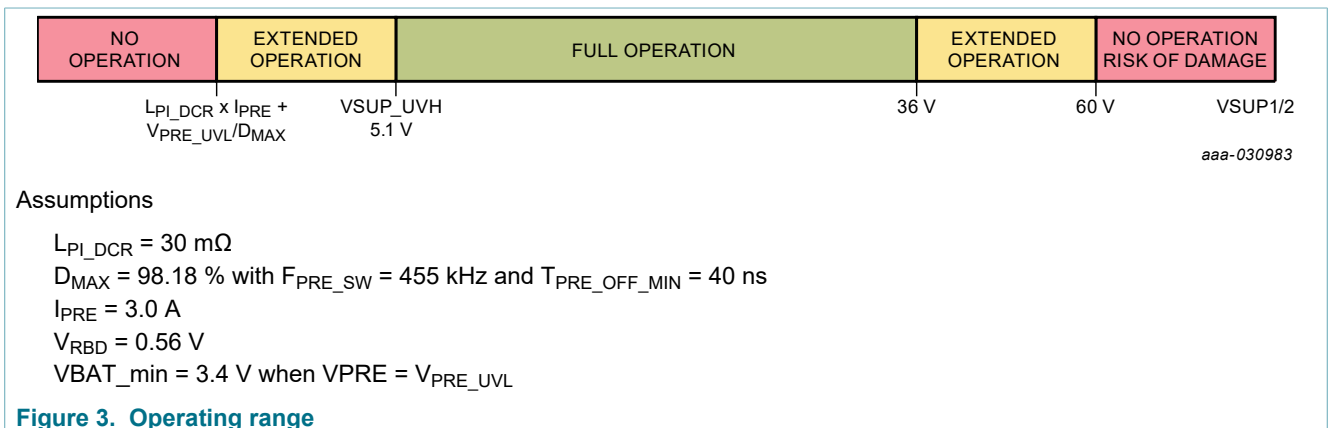 NO
OPERATION
EXTENDED
OPERATION
FULL OPERATION
EXTENDED
OPERATION
NO OPERATION
RISK OF DAMAGE
LPI_DCR x IPRE +
VPRE_UVL/DMAX
VSUP_UVH
5.1 V
36 V
60 V
VSUP1/2
aaa-030983
Assumptions
LPI_DCR = 30 mΩ
DMAX = 98.18 % with FPRE_SW = 455 kHz and TPRE_OFF_MIN = 40 ns
IPRE = 3.0 A
VRBD = 0.56 V
VBAT_min = 3.4 V when VPRE = VPRE_UVL
Figure 3. Operating range